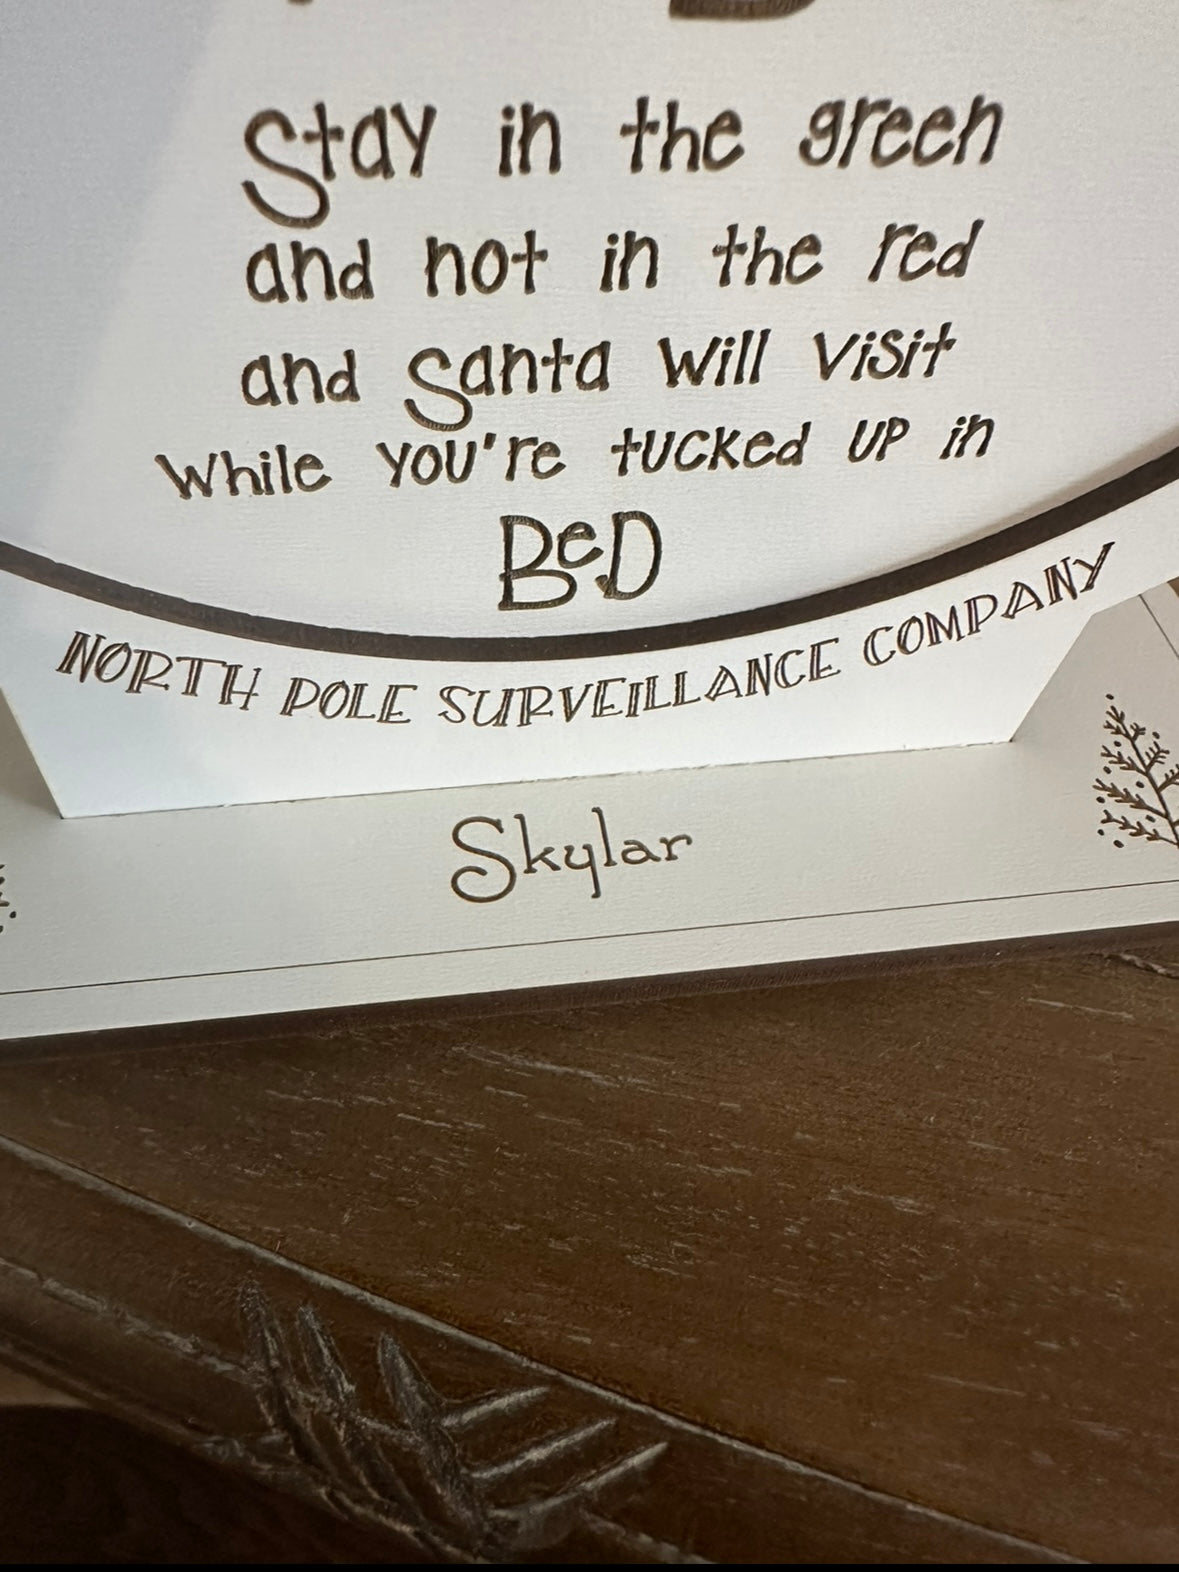 Stay in the green
and not in the red
and Santa will visit
while you're tucked up in
BeD
NORTH POLE SURVEILLANCE COMPANY
Skylar